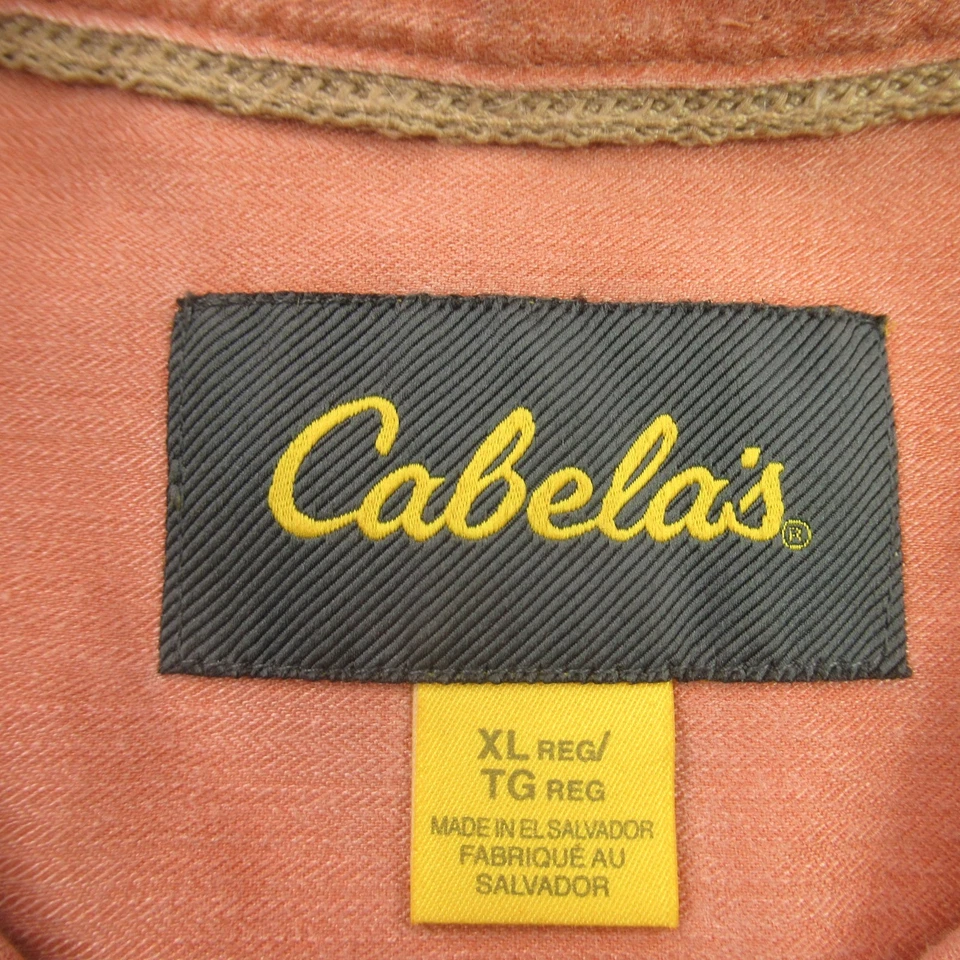 Cabela's®
XL REG/
TG REG
MADE IN EL SALVADOR
FABRIQUÉ AU
SALVADOR